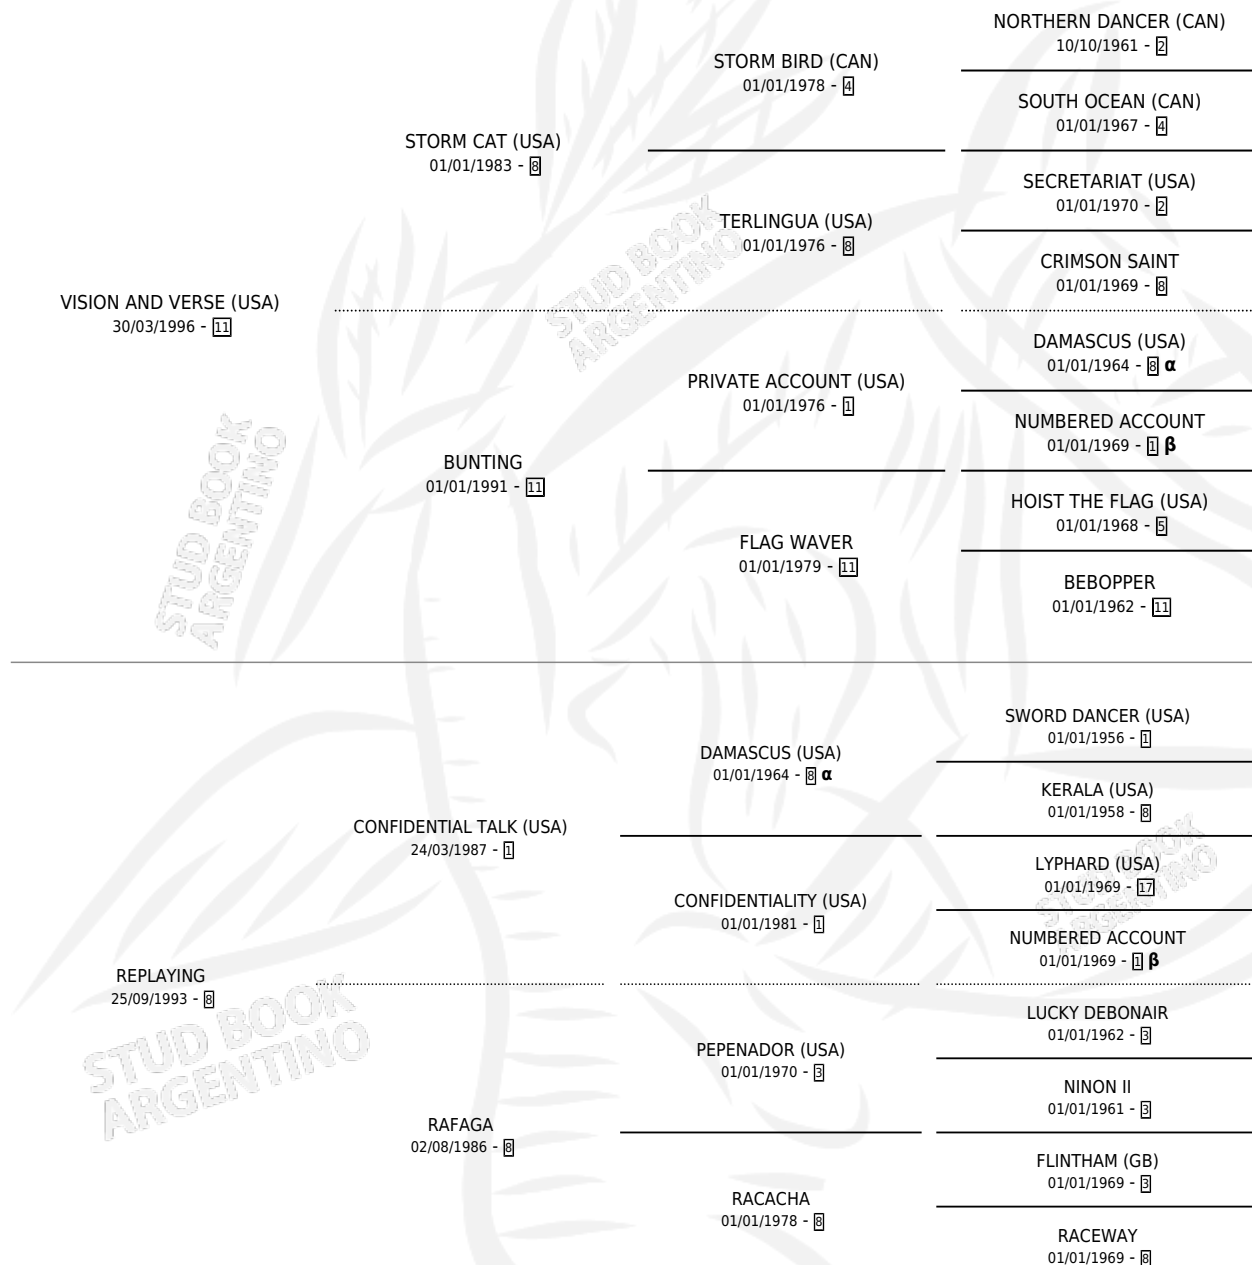 NORTHERN DANCER (CAN)
10/10/1961 - 2
STORM BIRD (CAN)
01/01/1978 - 4
SOUTH OCEAN (CAN)
01/01/1967 - 4
STORM CAT (USA)
01/01/1983 - 8
SECRETARIAT (USA)
01/01/1970 - 2
TERLINGUA (USA)
01/01/1976 - 8
CRIMSON SAINT
01/01/1969 - 8
VISION AND VERSE (USA)
30/03/1996 - 11
DAMASCUS (USA)
01/01/1964 - 8 α
PRIVATE ACCOUNT (USA)
01/01/1976 - 1
NUMBERED ACCOUNT
01/01/1969 - 1 β
BUNTING
01/01/1991 - 11
HOIST THE FLAG (USA)
01/01/1968 - 5
FLAG WAVER
01/01/1979 - 11
BEBOPPER
01/01/1962 - 11
SWORD DANCER (USA)
01/01/1956 - 1
DAMASCUS (USA)
01/01/1964 - 8 α
KERALA (USA)
01/01/1958 - 8
CONFIDENTIAL TALK (USA)
24/03/1987 - 1
LYPHARD (USA)
01/01/1969 - 17
CONFIDENTIALITY (USA)
01/01/1981 - 1
NUMBERED ACCOUNT
01/01/1969 - 1 β
REPLAYING
25/09/1993 - 8
LUCKY DEBONAIR
01/01/1962 - 3
PEPENADOR (USA)
01/01/1970 - 3
NINON II
01/01/1961 - 3
RAFAGA
02/08/1986 - 8
FLINTHAM (GB)
01/01/1969 - 3
RACACHA
01/01/1978 - 8
RACEWAY
01/01/1969 - 8
STUD BOOK
ARGENTINO
STUD BOOK
ARGENTINO
STUD BOOK
ARGENTINO
STUD BOOK
ARGENTINO